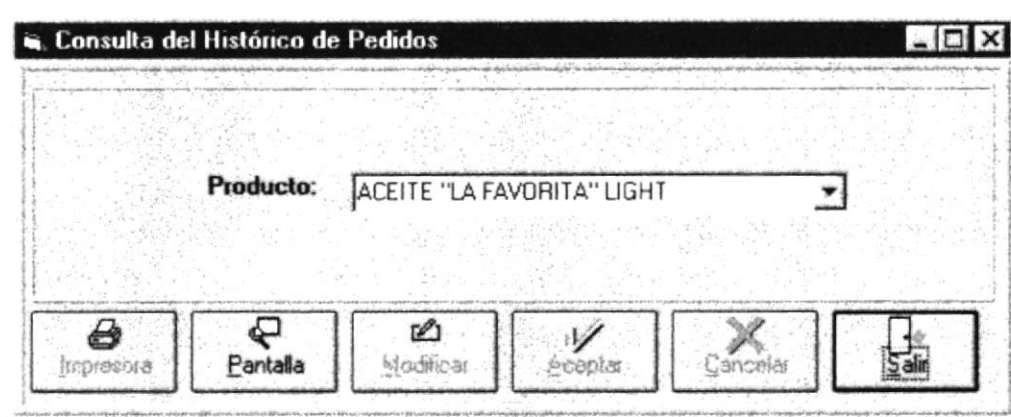 Consulta del Histórico de Pedidos
Producto: ACEITE "LA FAVORITA" LIGHT
Impresora Pantalla Modificar Aceptar Cancelar Salir